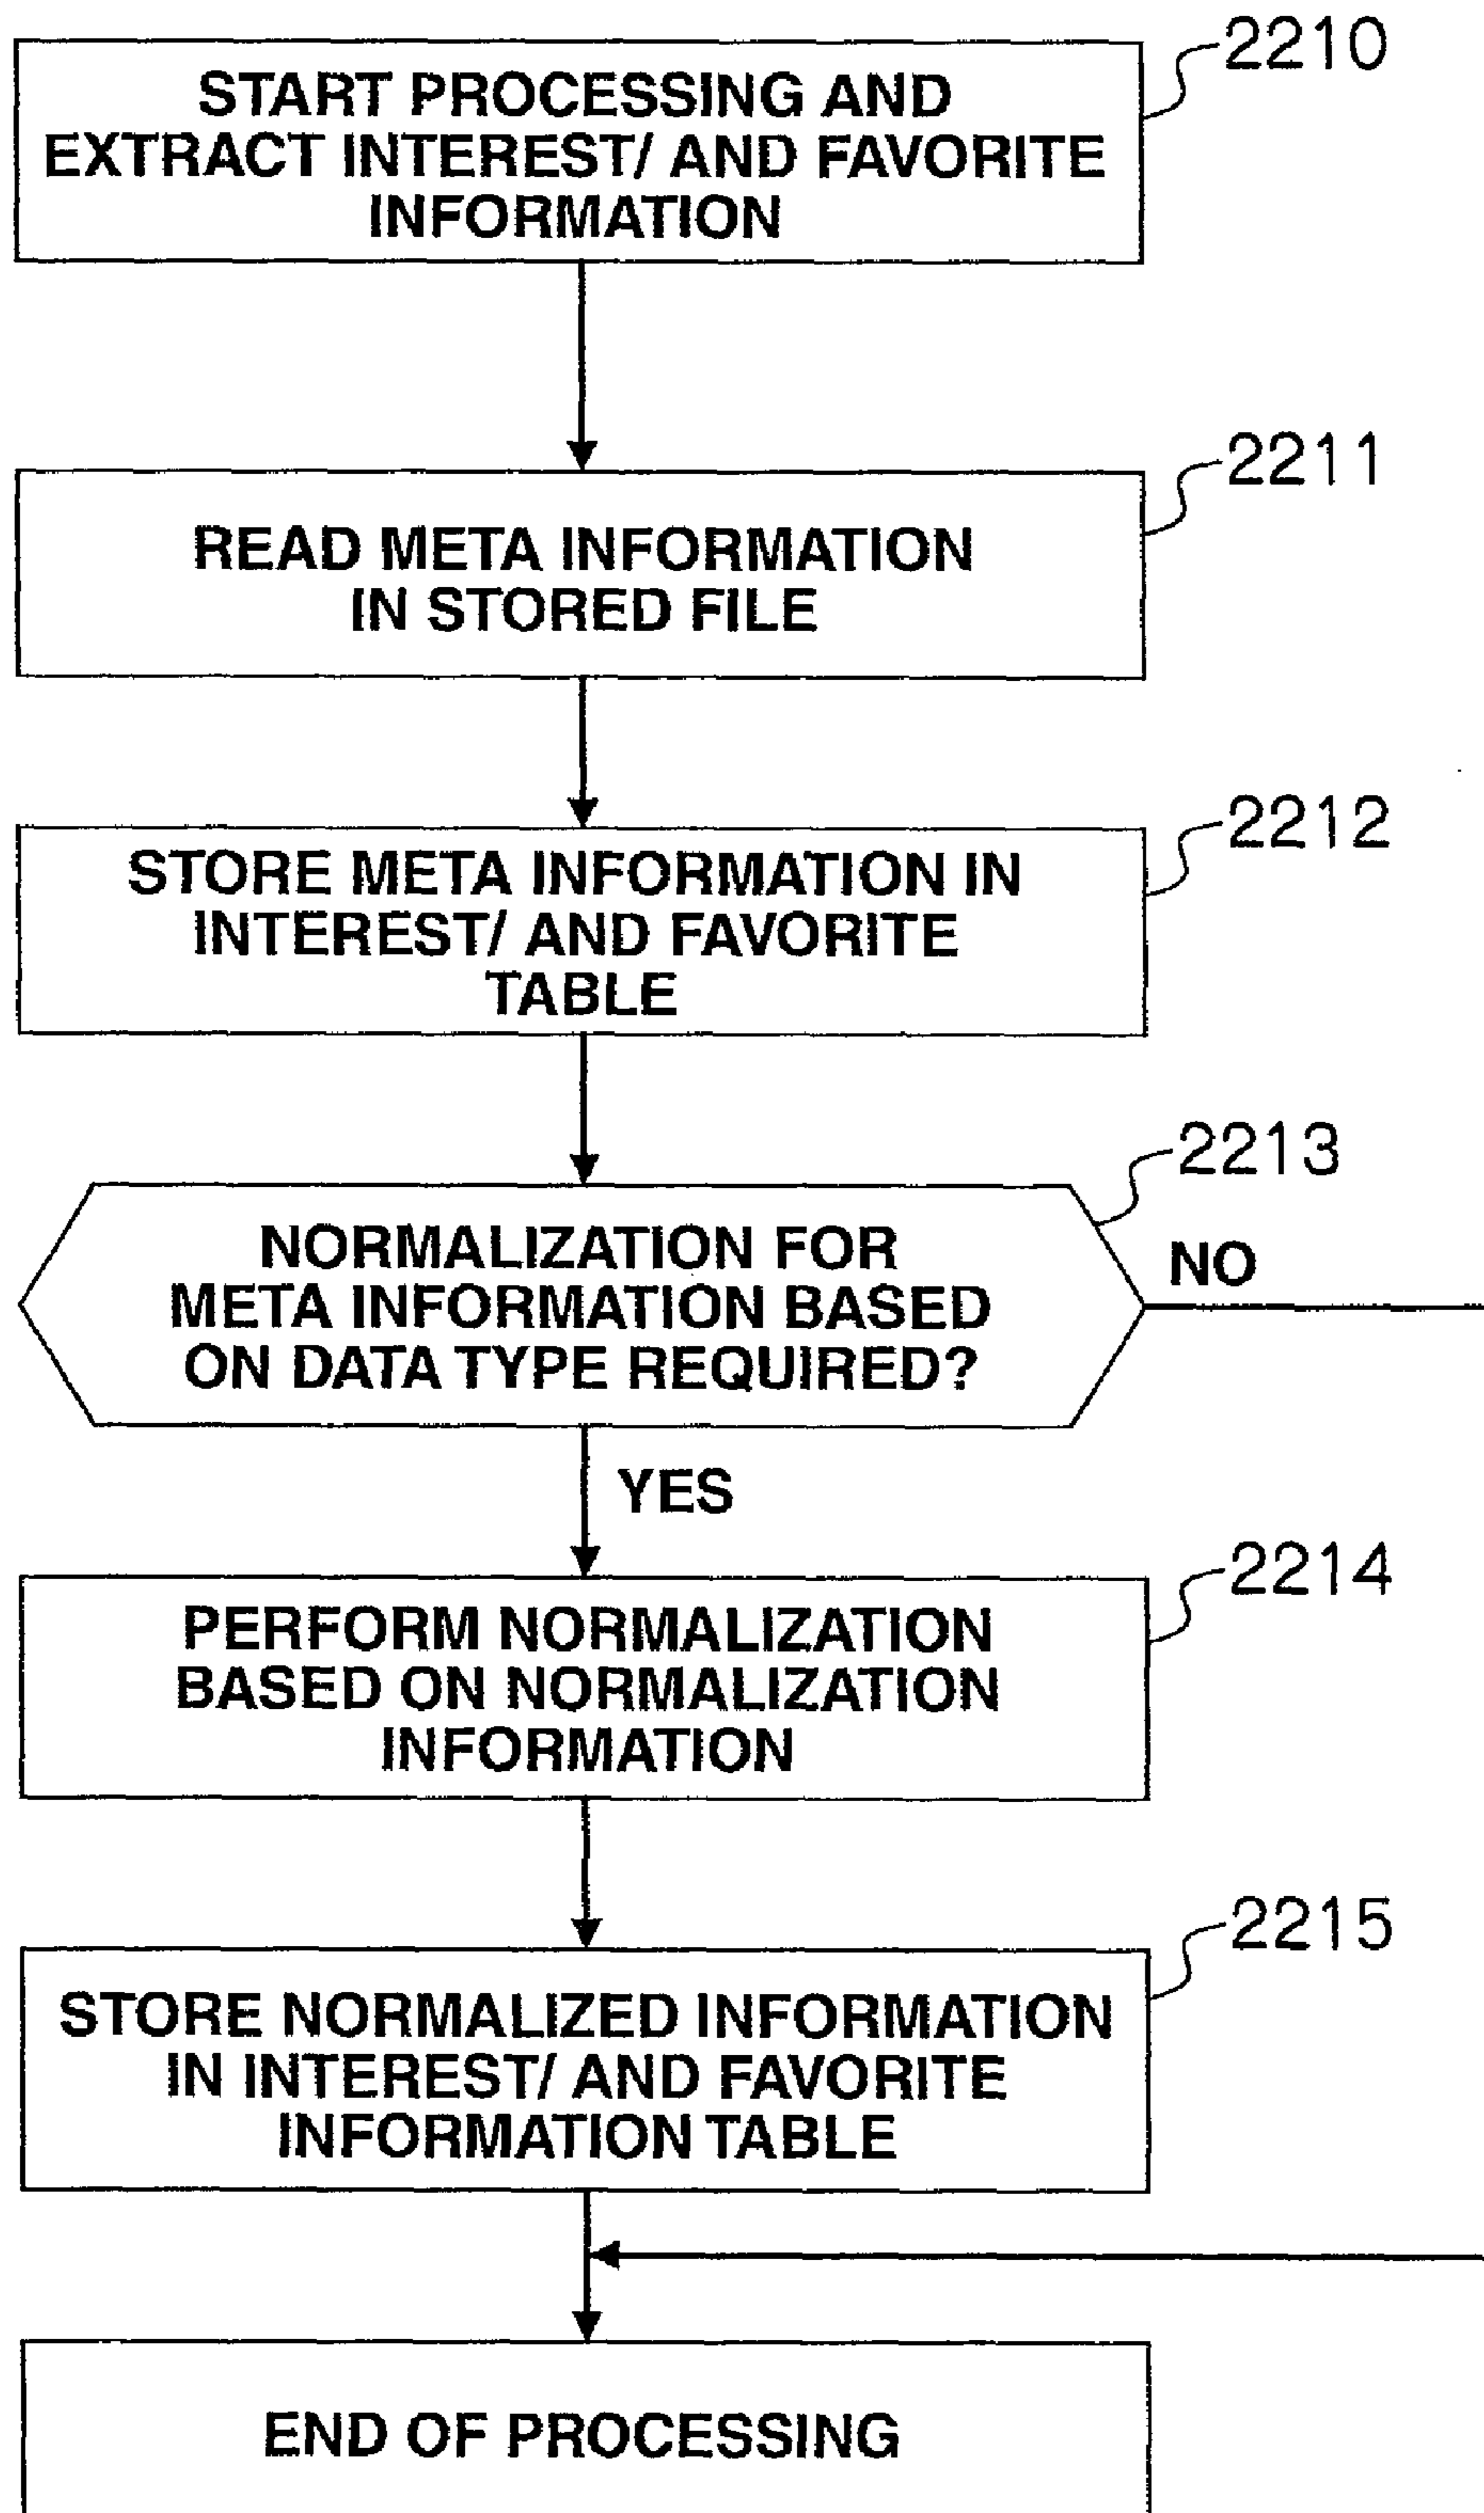 2210
START PROCESSING AND
EXTRACT INTEREST/ AND FAVORITE
INFORMATION
2211
READ META INFORMATION
IN STORED FILE
2212
STORE META INFORMATION IN
INTEREST/ AND FAVORITE
TABLE
2213
NORMALIZATION FOR
META INFORMATION BASED
ON DATA TYPE REQUIRED?
NO
YES
2214
PERFORM NORMALIZATION
BASED ON NORMALIZATION
INFORMATION
2215
STORE NORMALIZED INFORMATION
IN INTEREST/ AND FAVORITE
INFORMATION TABLE
END OF PROCESSING